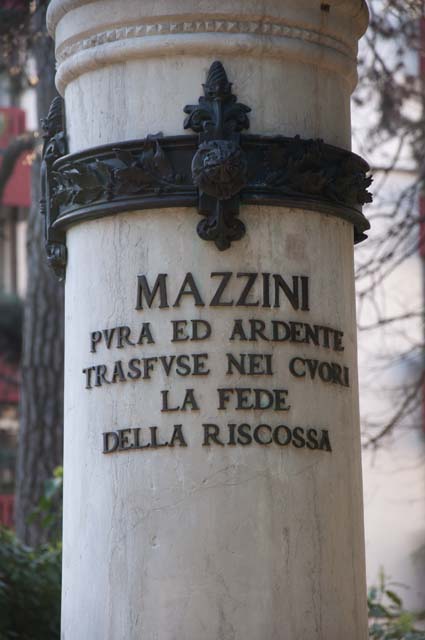 MAZZINI
PVRA ED ARDENTE
TRASFVSE NEI CVORI
LA FEDE
DELLA RISCOSSA